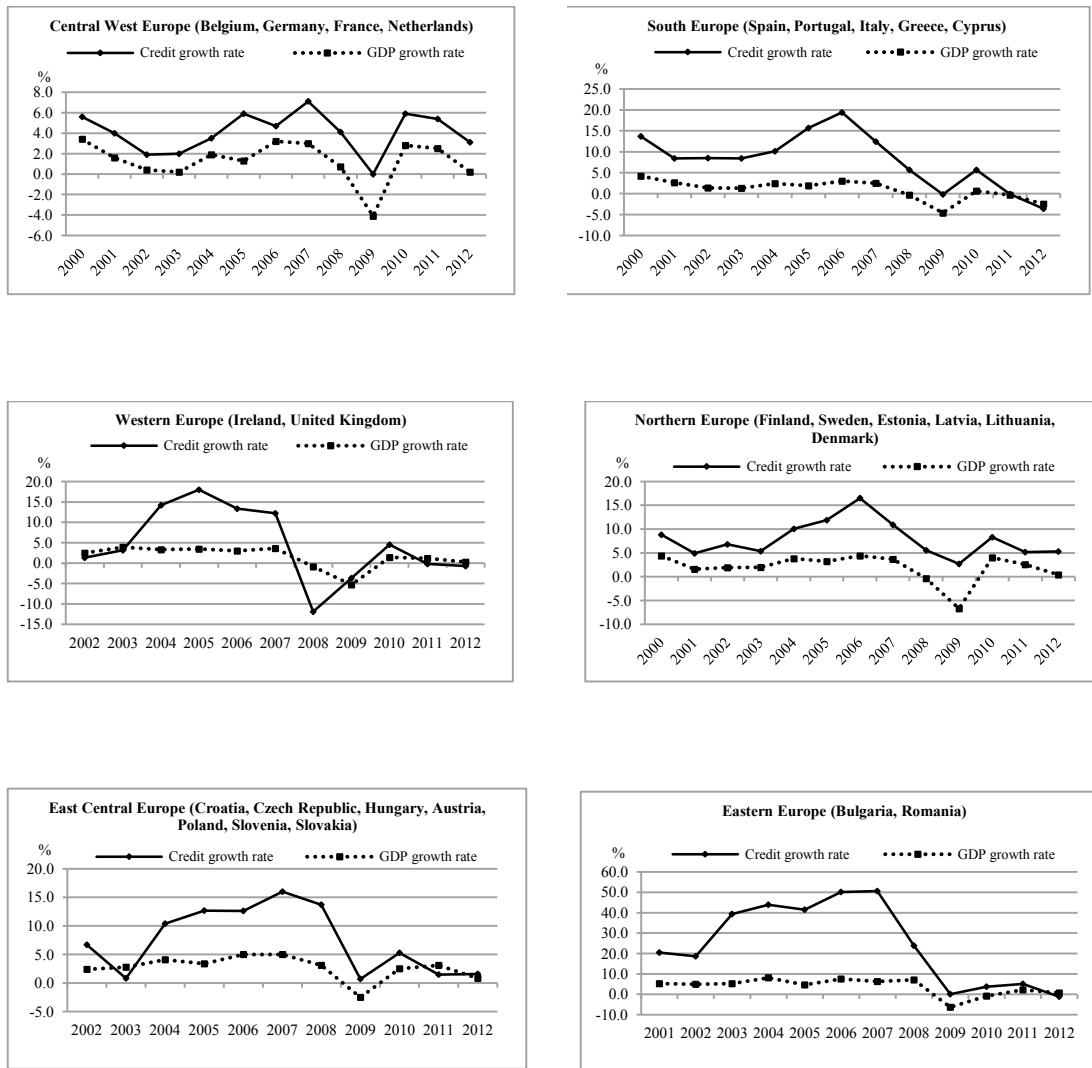 Central West Europe (Belgium, Germany, France, Netherlands)
Credit growth rate GDP growth rate
%
8.0
6.0
4.0
2.0
0.0
-2.0
-4.0
-6.0
2000 2001 2002 2003 2004 2005 2006 2007 2008 2009 2010 2011 2012
South Europe (Spain, Portugal, Italy, Greece, Cyprus)
Credit growth rate GDP growth rate
%
25.0
20.0
15.0
10.0
5.0
0.0
-5.0
-10.0
2000 2001 2002 2003 2004 2005 2006 2007 2008 2009 2010 2011 2012
Western Europe (Ireland, United Kingdom)
Credit growth rate GDP growth rate
%
20.0
15.0
10.0
5.0
0.0
-5.0
-10.0
-15.0
2002 2003 2004 2005 2006 2007 2008 2009 2010 2011 2012
Northern Europe (Finland, Sweden, Estonia, Latvia, Lithuania,
Denmark)
Credit growth rate GDP growth rate
%
20.0
15.0
10.0
5.0
0.0
-5.0
-10.0
2000 2001 2002 2003 2004 2005 2006 2007 2008 2009 2010 2011 2012
East Central Europe (Croatia, Czech Republic, Hungary, Austria,
Poland, Slovenia, Slovakia)
Credit growth rate GDP growth rate
%
20.0
15.0
10.0
5.0
0.0
-5.0
2002 2003 2004 2005 2006 2007 2008 2009 2010 2011 2012
Eastern Europe (Bulgaria, Romania)
Credit growth rate GDP growth rate
%
60.0
50.0
40.0
30.0
20.0
10.0
0.0
-10.0
2001 2002 2003 2004 2005 2006 2007 2008 2009 2010 2011 2012